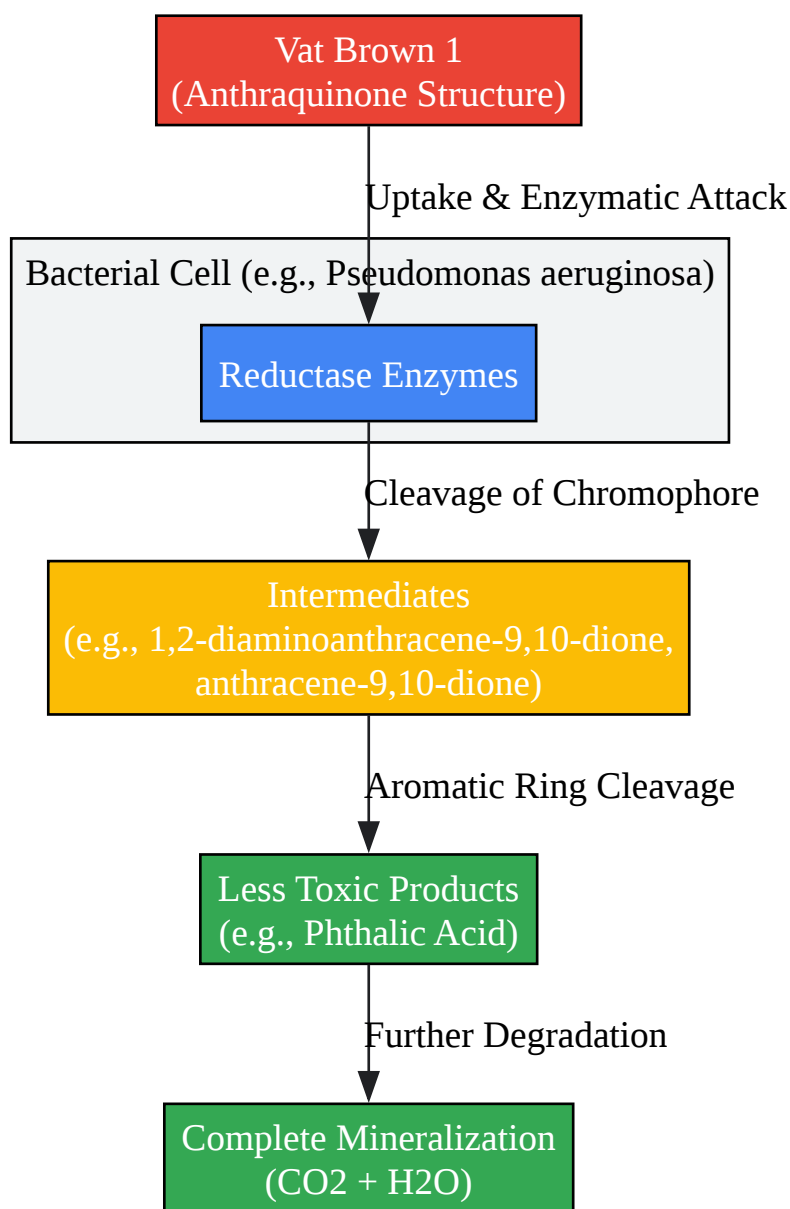 Vat Brown 1
(Anthraquinone Structure)
Uptake & Enzymatic Attack
Bacterial Cell (e.g., Pseudomonas aeruginosa)
Reductase Enzymes
Cleavage of Chromophore
Intermediates
(e.g., 1,2-diaminoanthracene-9,10-dione,
anthracene-9,10-dione)
Aromatic Ring Cleavage
Less Toxic Products
(e.g., Phthalic Acid)
Further Degradation
Complete Mineralization
(CO2 + H2O)